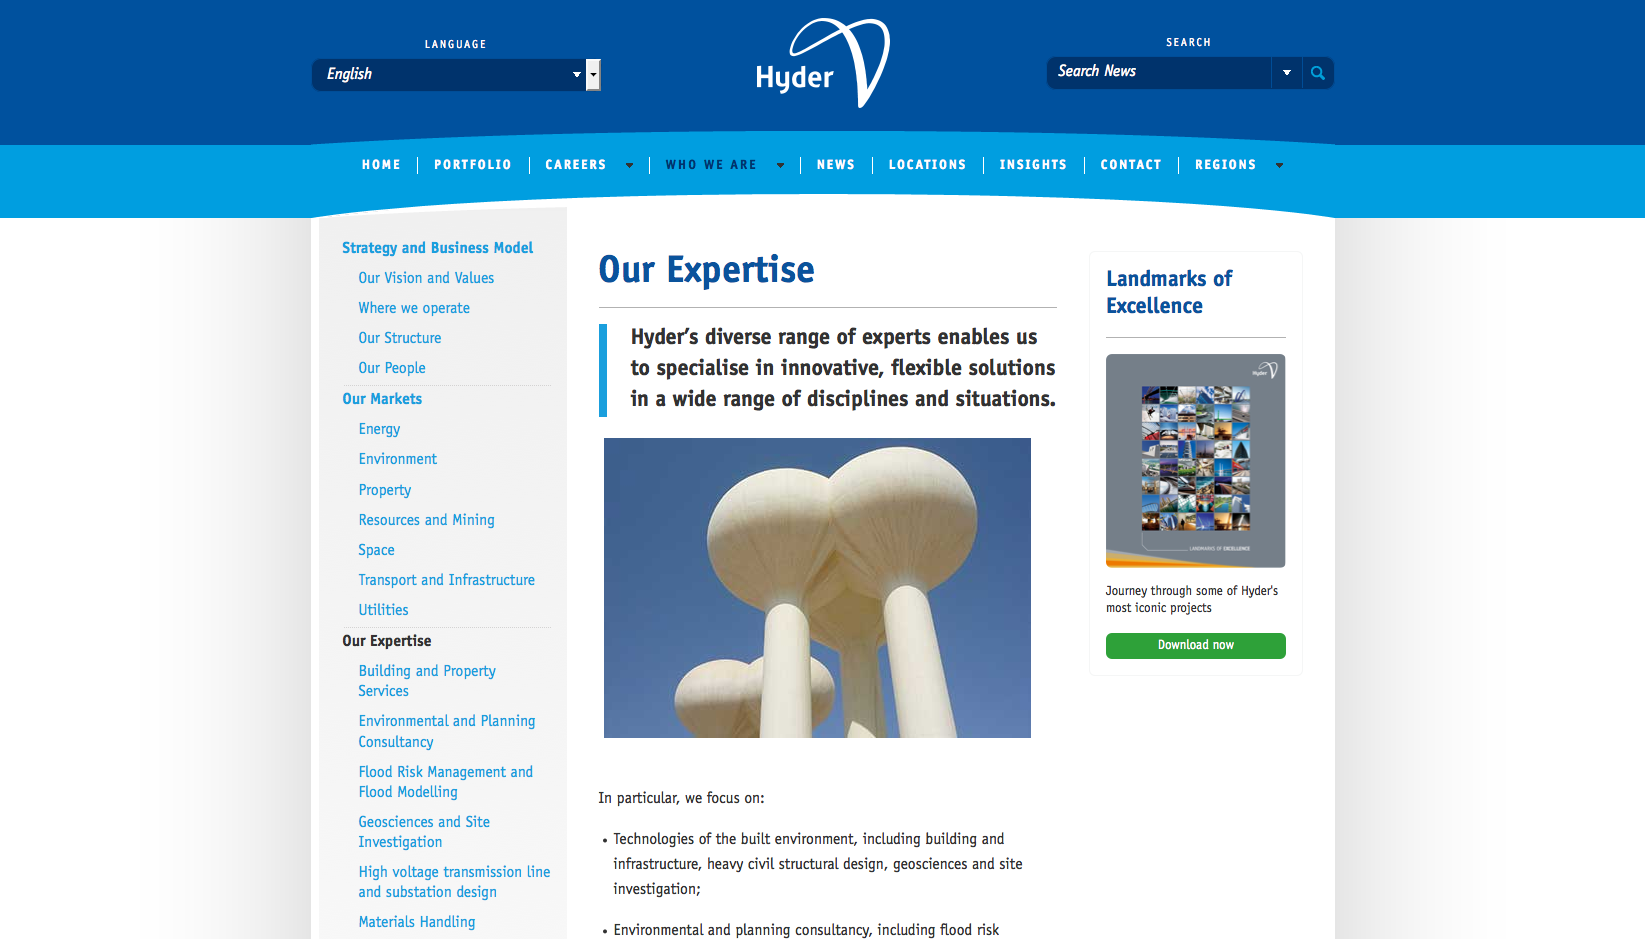 LANGUAGE
English
Hyder
SEARCH
Search News
HOME
PORTFOLIO
CAREERS
WHO WE ARE
NEWS
LOCATIONS
INSIGHTS
CONTACT
REGIONS
Strategy and Business Model
Our Vision and Values
Where we operate
Our Structure
Our People
Our Markets
Energy
Environment
Property
Resources and Mining
Space
Transport and Infrastructure
Utilities
Our Expertise
Building and Property
Services
Environmental and Planning
Consultancy
Flood Risk Management and
Flood Modelling
Geosciences and Site
Investigation
High voltage transmission line
and substation design
Materials Handling
Our Expertise
Hyder's diverse range of experts enables us
to specialise in innovative, flexible solutions
in a wide range of disciplines and situations.
In particular, we focus on:
• Technologies of the built environment, including building and
infrastructure, heavy civil structural design, geosciences and site
investigation;
• Environmental and planning consultancy, including flood risk
Landmarks of
Excellence
Hyder
LANDMARKS OF EXCELLENCE
Journey through some of Hyder's
most iconic projects
Download now